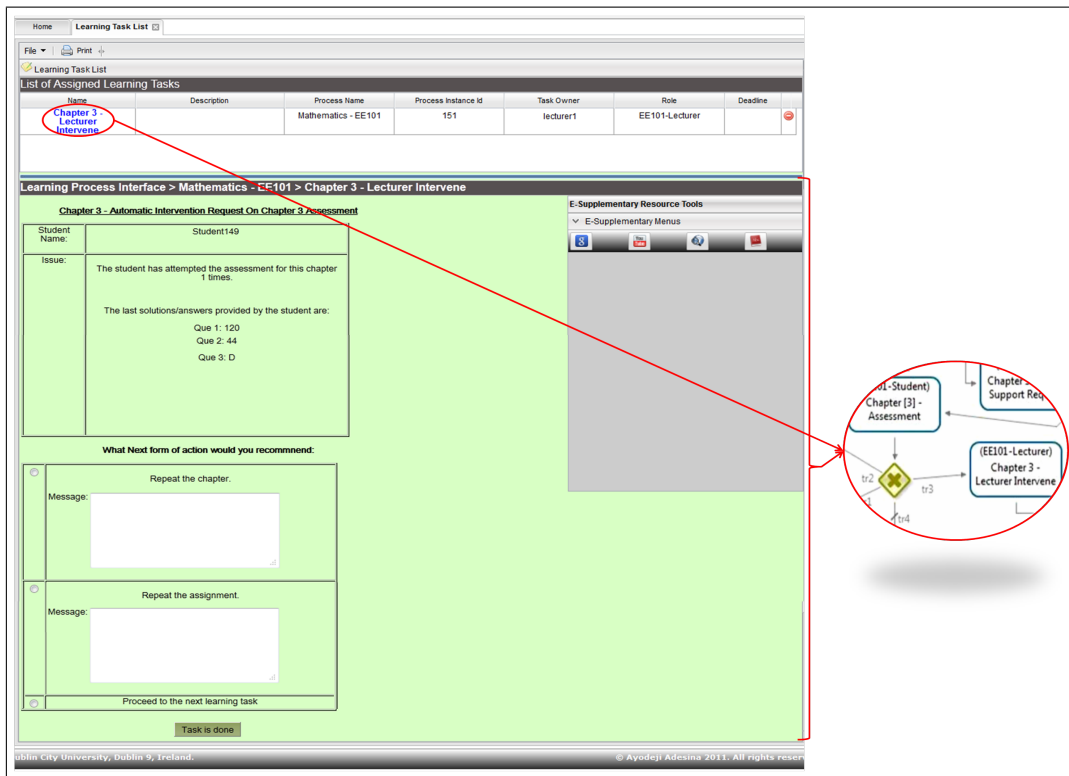 Home Learning Task List
File Print
Learning Task List
List of Assigned Learning Tasks
Name Description Process Name Process Instance Id Task Owner Role Deadline
Chapter 3 - Mathematics - EE101 151 lecturer1 EE101-Lecturer
Lecturer
Intervene
Learning Process Interface > Mathematics - EE101 > Chapter 3 - Lecturer Intervene
Chapter 3 - Automatic Intervention Request On Chapter 3 Assessment
Student Name: Student149
Issue: The student has attempted the assessment for this chapter
1 times.
The last solutions/answers provided by the student are:
Que 1: 120
Que 2: 44
Que 3: D
What Next form of action would you recommnend:
Repeat the chapter.
Message:
Repeat the assignment.
Message:
Proceed to the next learning task
Task is done
E-Supplementary Resource Tools
E-Supplementary Menus
8 You Tube
01-Student)
Chapter [3] -
Assessment
Chapter
Support Req
(EE101-Lecturer)
Chapter 3 -
Lecturer Intervene
tr2
tr3
1
tr4
ublin City University, Dublin 9, Ireland. © Ayodeji Adesina 2011. All rights reser